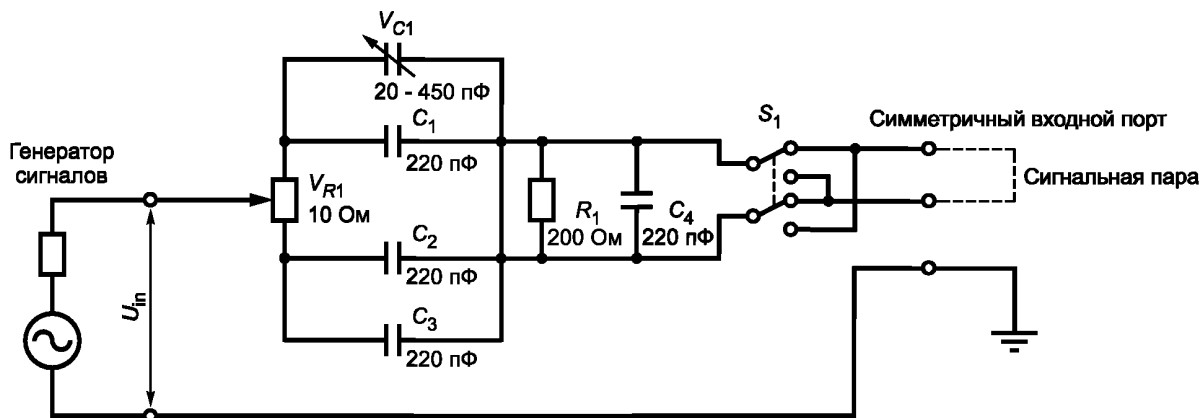 V_C1
20 - 450 пФ
C_1
220 пФ
S_1
Симметричный входной порт
Генератор
сигналов
V_R1
10 Ом
Сигнальная пара
R_1
200 Ом
C_4
220 пФ
C_2
220 пФ
U_in
C_3
220 пФ